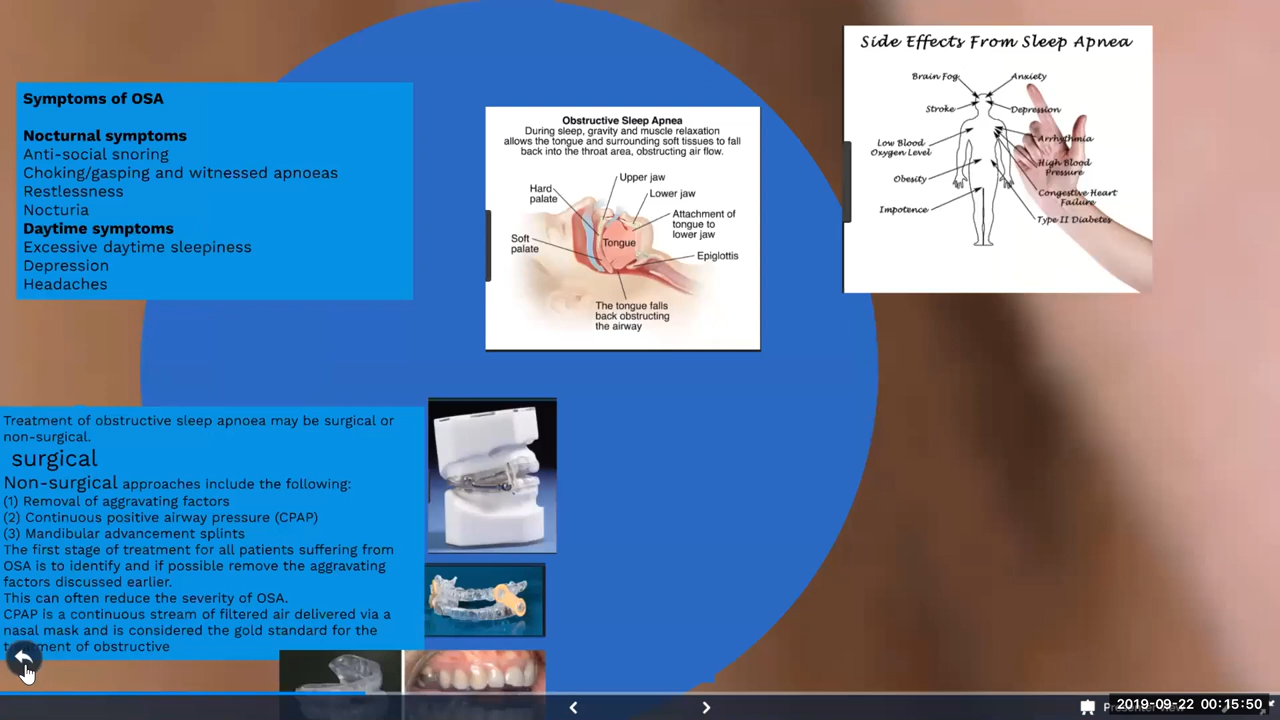 Symptoms of OSA
Nocturnal symptoms
Anti-social snoring
Choking/gasping and witnessed apnoeas
Restlessness
Nocturia
Daytime symptoms
Excessive daytime sleepiness
Depression
Headaches
Obstructive Sleep Apnea
During sleep, gravity and muscle relaxation
allows the tongue and surrounding soft tissues to fall
back into the throat area, obstructing air flow.
Upper jaw
Hard
palate
Lower jaw
Attachment of
tongue to
lower jaw
Soft
palate
Tongue
Epiglottis
The tongue falls
back obstructing
the airway
Side Effects From Sleep Apnea
Brain Fog
Anxiety
Stroke
Depression
Low Blood
Oxygen Level
Arrhythmia
High Blood
Pressure
Obesity
Congestive Heart
Failure
Impotence
Type II Diabetes
Treatment of obstructive sleep apnoea may be surgical or
non-surgical.
surgical
Non-surgical approaches include the following:
(1) Removal of aggravating factors
(2) Continuous positive airway pressure (CPAP)
(3) Mandibular advancement splints
The first stage of treatment for all patients suffering from
OSA is to identify and if possible remove the aggravating
factors discussed earlier.
This can often reduce the severity of OSA.
CPAP is a continuous stream of filtered air delivered via a
nasal mask and is considered the gold standard for the
of obstructive
2019-09-22 00:15:50